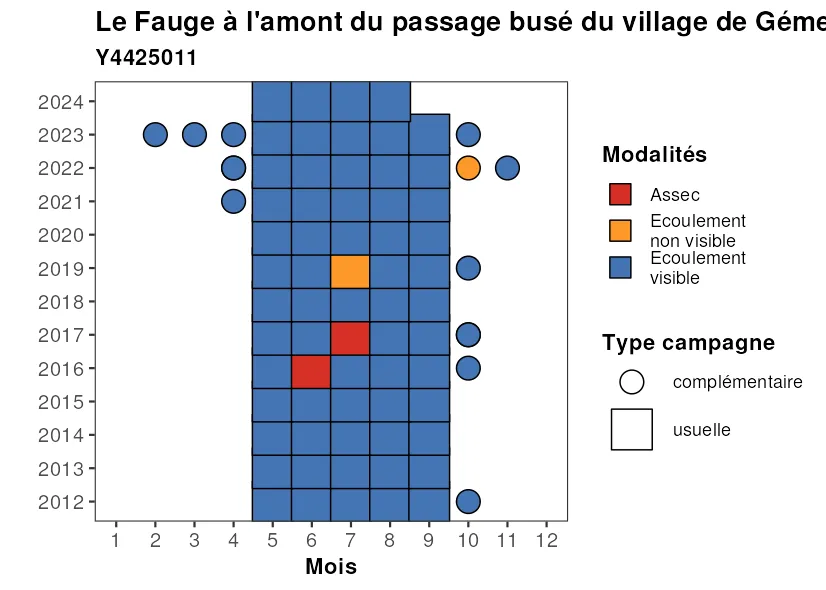 Le Fauge à l'amont du passage busé du village de Géme
Y4425011
2024
2023
2022
2021
2020
2019
2018
2017
2016
2015
2014
2013
2012
1 2 3 4 5 6 7 8 9 10 11 12
Mois
Modalités
Assec
Ecoulement
non visible
Ecoulement
visible
Type campagne
complémentaire
usuelle